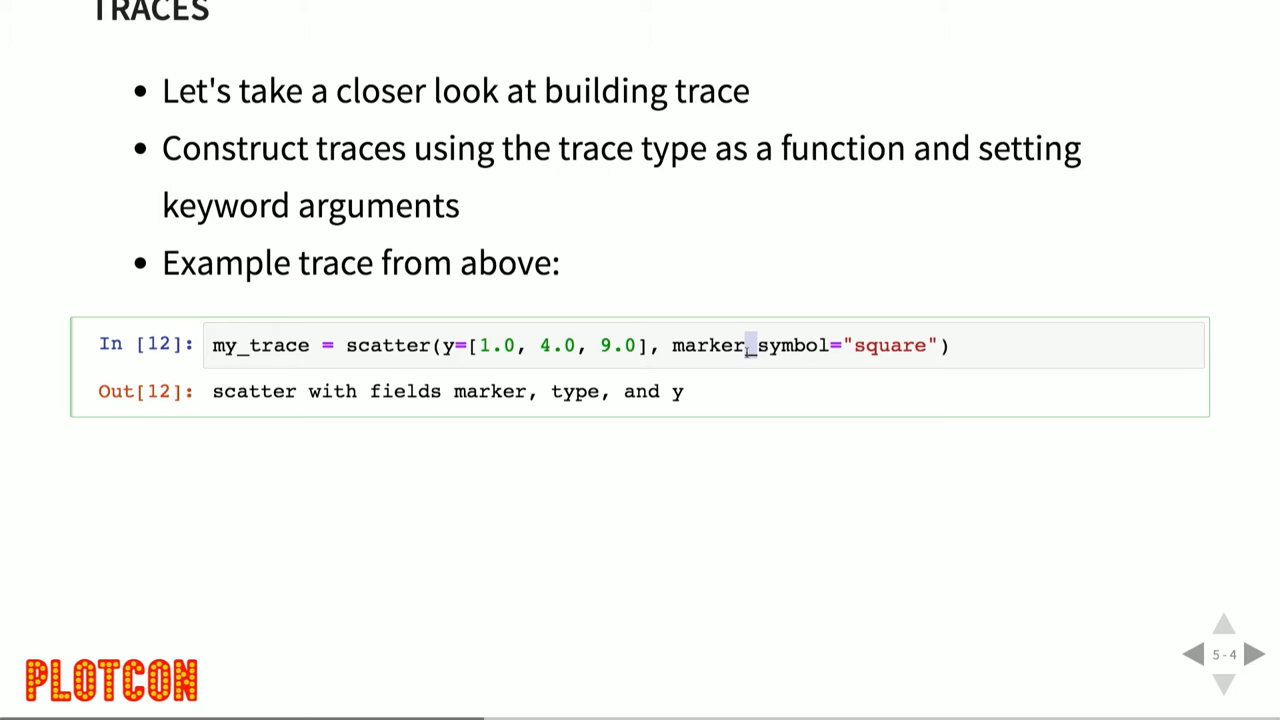 TRACES
Let's take a closer look at building trace
Construct traces using the trace type as a function and setting
keyword arguments
Example trace from above:
In [12]: my_trace = scatter(y=[1.0, 4.0, 9.0], marker_symbol="square")
Out[12]: scatter with fields marker, type, and y
5-4
PLOTCON